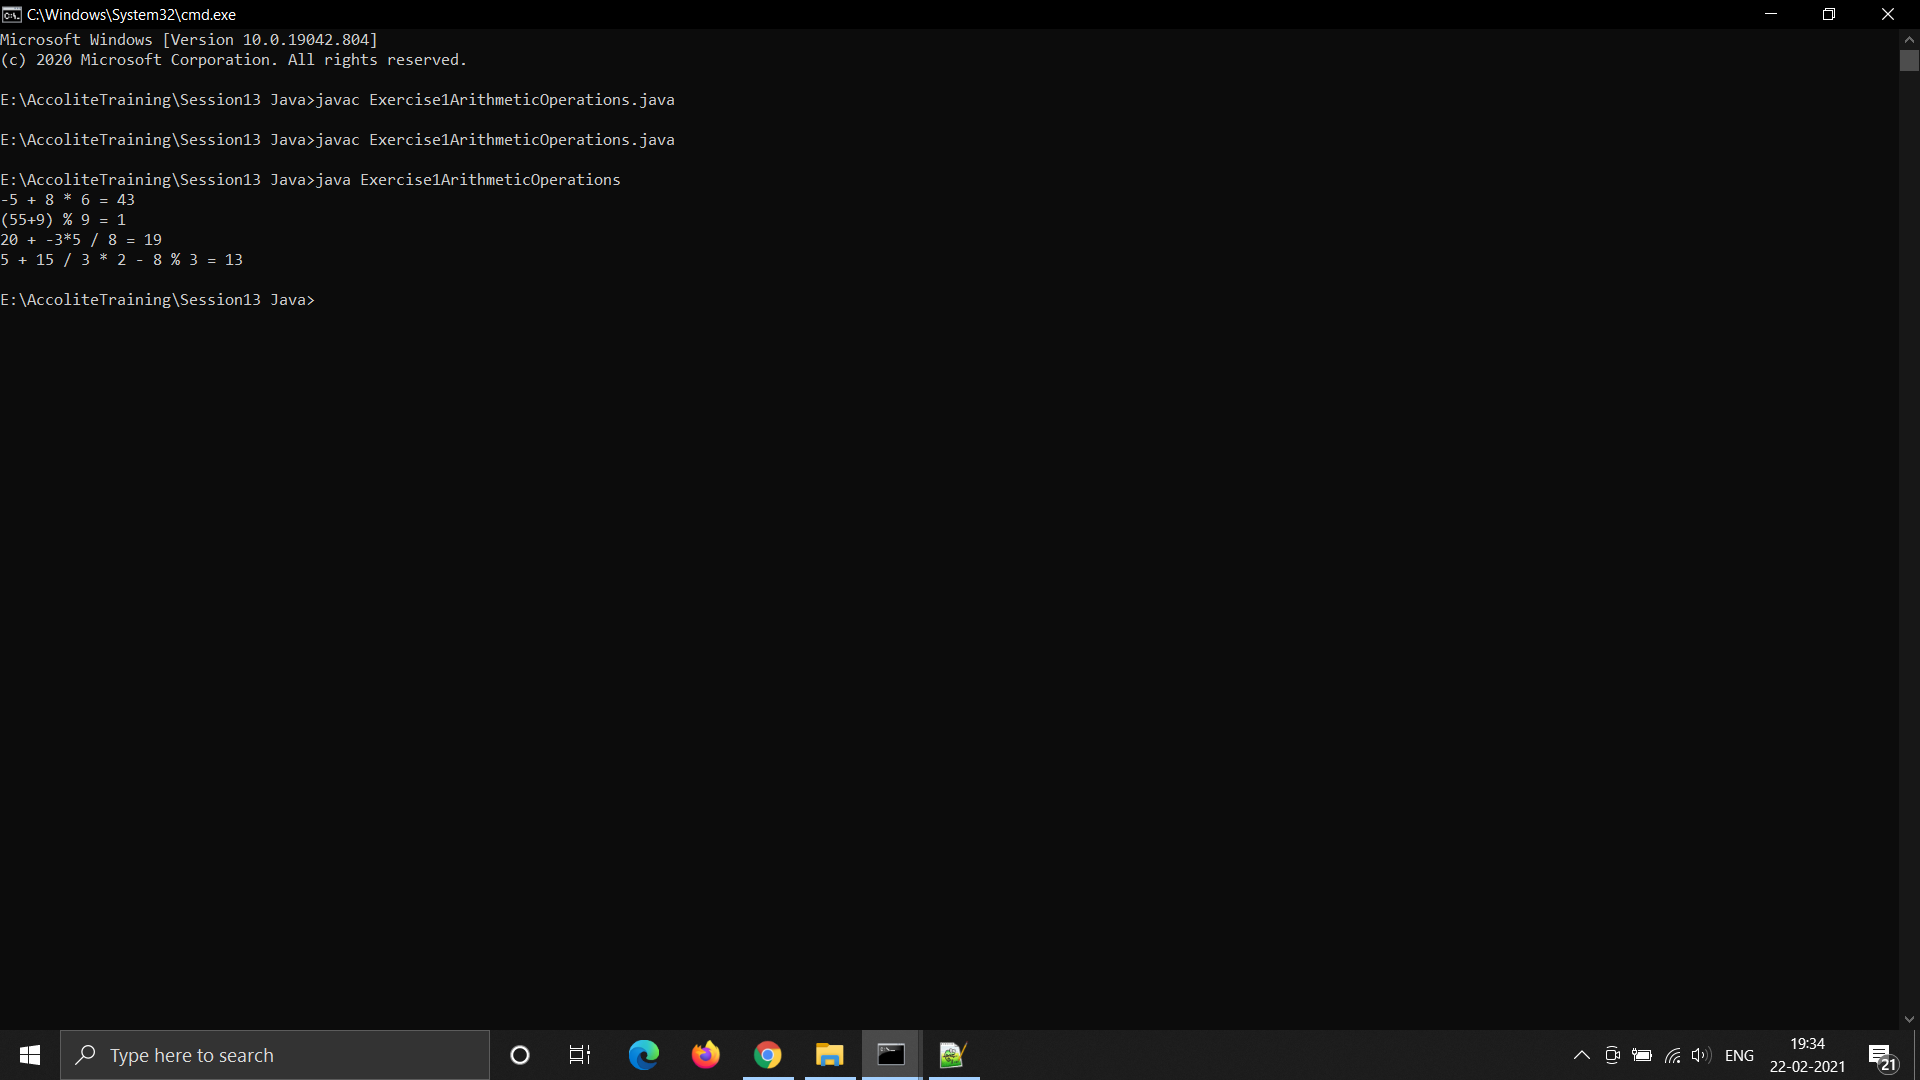 C:\Windows\System32\cmd.exe
Microsoft Windows [Version 10.0.19042.804]
(c) 2020 Microsoft Corporation. All rights reserved.
E:\AccoliteTraining\Session13 Java>javac Exercise1ArithmeticOperations.java
E:\AccoliteTraining\Session13 Java>javac Exercise1ArithmeticOperations.java
E:\AccoliteTraining\Session13 Java>java Exercise1ArithmeticOperations
-5 + 8 * 6 = 43
(55+9) % 9 = 1
20 + -3*5 / 8 = 19
5 + 15 / 3 * 2 - 8 % 3 = 13
E:\AccoliteTraining\Session13 Java>
Type here to search
ENG
19:34
22-02-2021
21